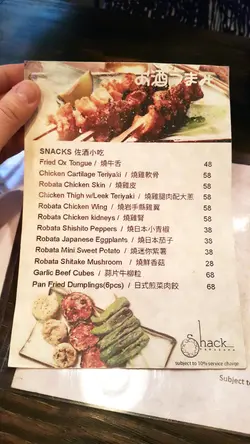 お酒つまみ
SNACKS 佐酒小吃
Fried Ox Tongue / 燒牛舌 48
Chicken Cartilage Teriyaki / 燒雞軟骨 58
Robata Chicken Skin / 燒雞皮 58
Chicken Thigh w/Leek Teriyaki / 燒雞腿肉配大蔥 58
Robata Chicken Wing / 燒岩手縣雞翼 58
Robata Chicken kidneys / 燒雞腎 58
Robata Shishito Peppers / 燒日本小青椒 38
Robata Japanese Eggplants / 燒日本茄子 38
Robata Mini Sweet Potato / 燒迷你紫薯 38
Robata Shitake Mushroom / 燒鮮香菇 28
Garlic Beef Cubes / 蒜片牛柳粒 68
Pan Fried Dumplings(6pcs) / 日式煎菜肉餃 68
Shack
subject to 10% service charge
Subject to